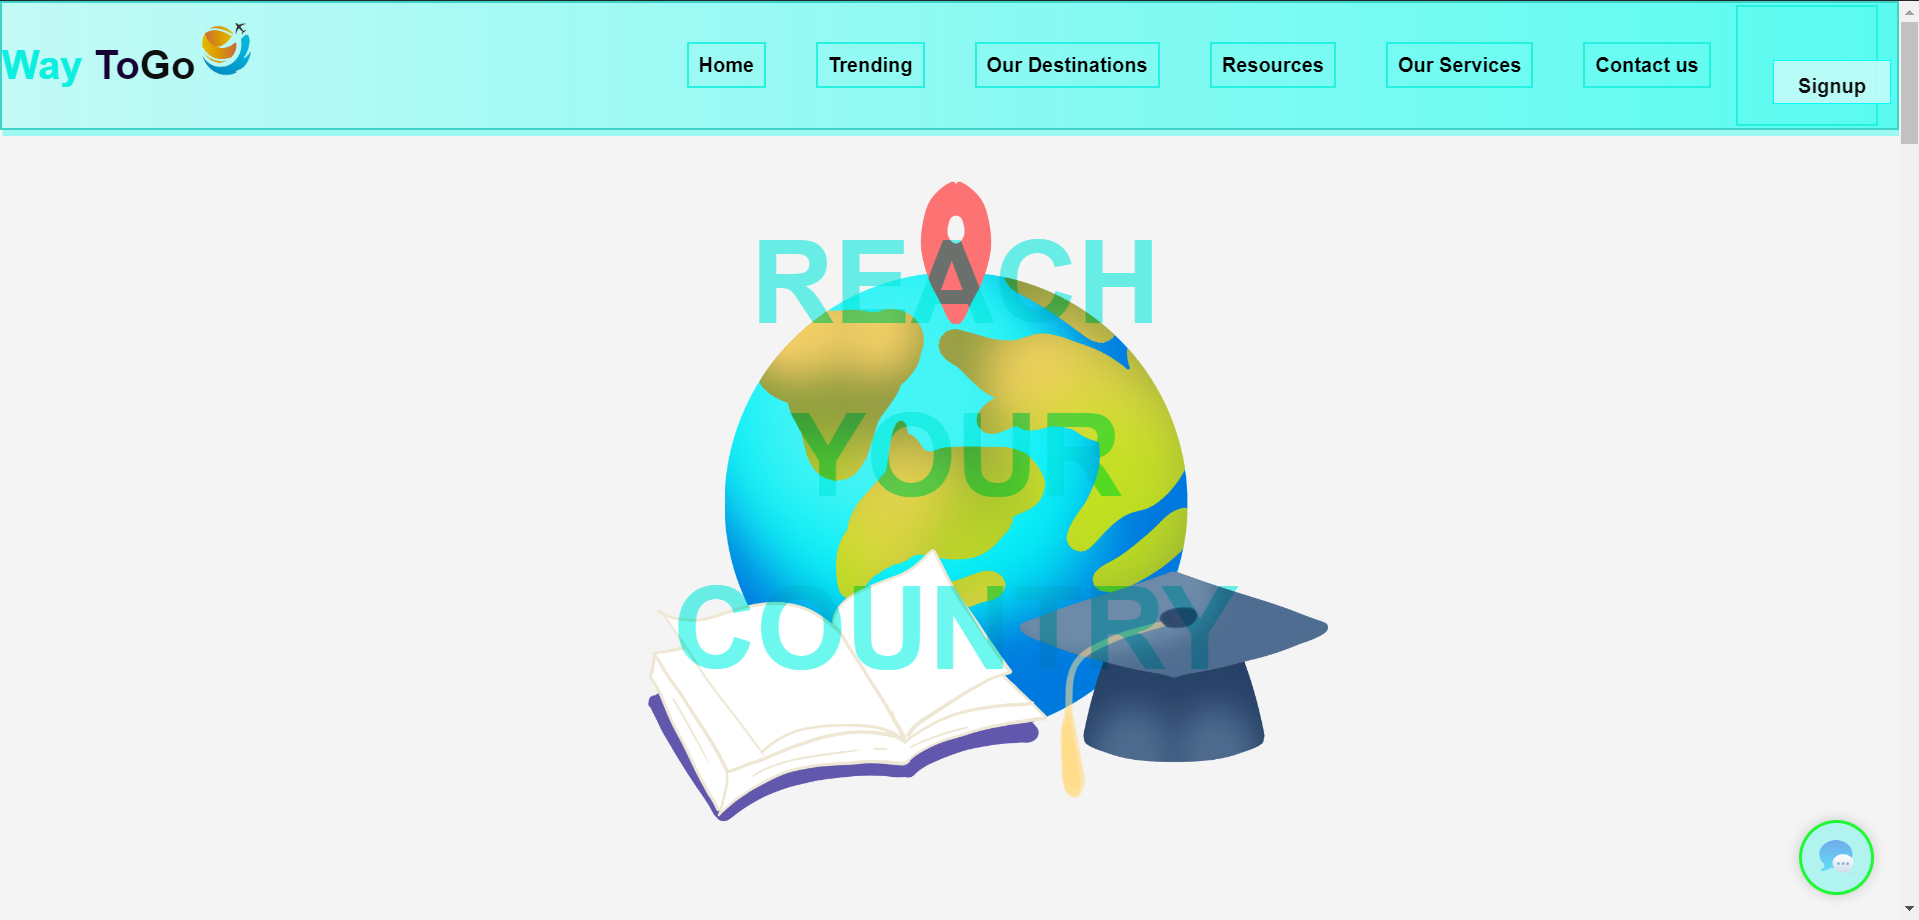 Way ToGo
Home
Trending
Our Destinations
Resources
Our Services
Contact us
Signup
REACH
YOUR
COUNTRY